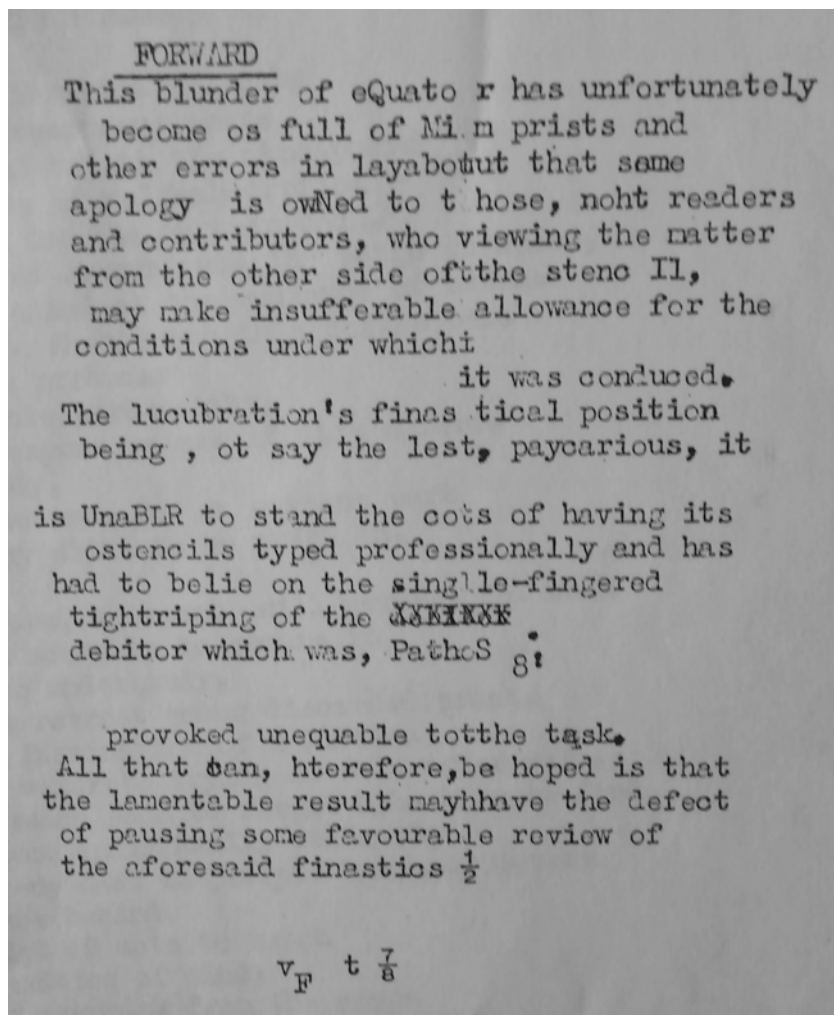 FORWARD
This blunder of eQuato r has unfortunately
become os full of Mi.m prists and
other errors in layabotut that some
apology is owNed to t hose, noht readers
and contributors, who viewing the matter
from the other side oftthe stenc Il,
may make insufferable allowance for the
conditions under whichi
it was conduced.
The lucubration's finas tical position
being , ot say the lest, paycarious, it
is UnaBLR to stand the cots of having its
ostencils typed professionally and has
had to belie on the singlle-fingered
tightriping of the
debitor which was, PathoS 8:
provoked unequable totthe task.
All that can, hterefore,be hoped is that
the lamentable result mayhhave the defect
of pausing some favourable review of
the aforesaid finastics ½
vF t ⅞